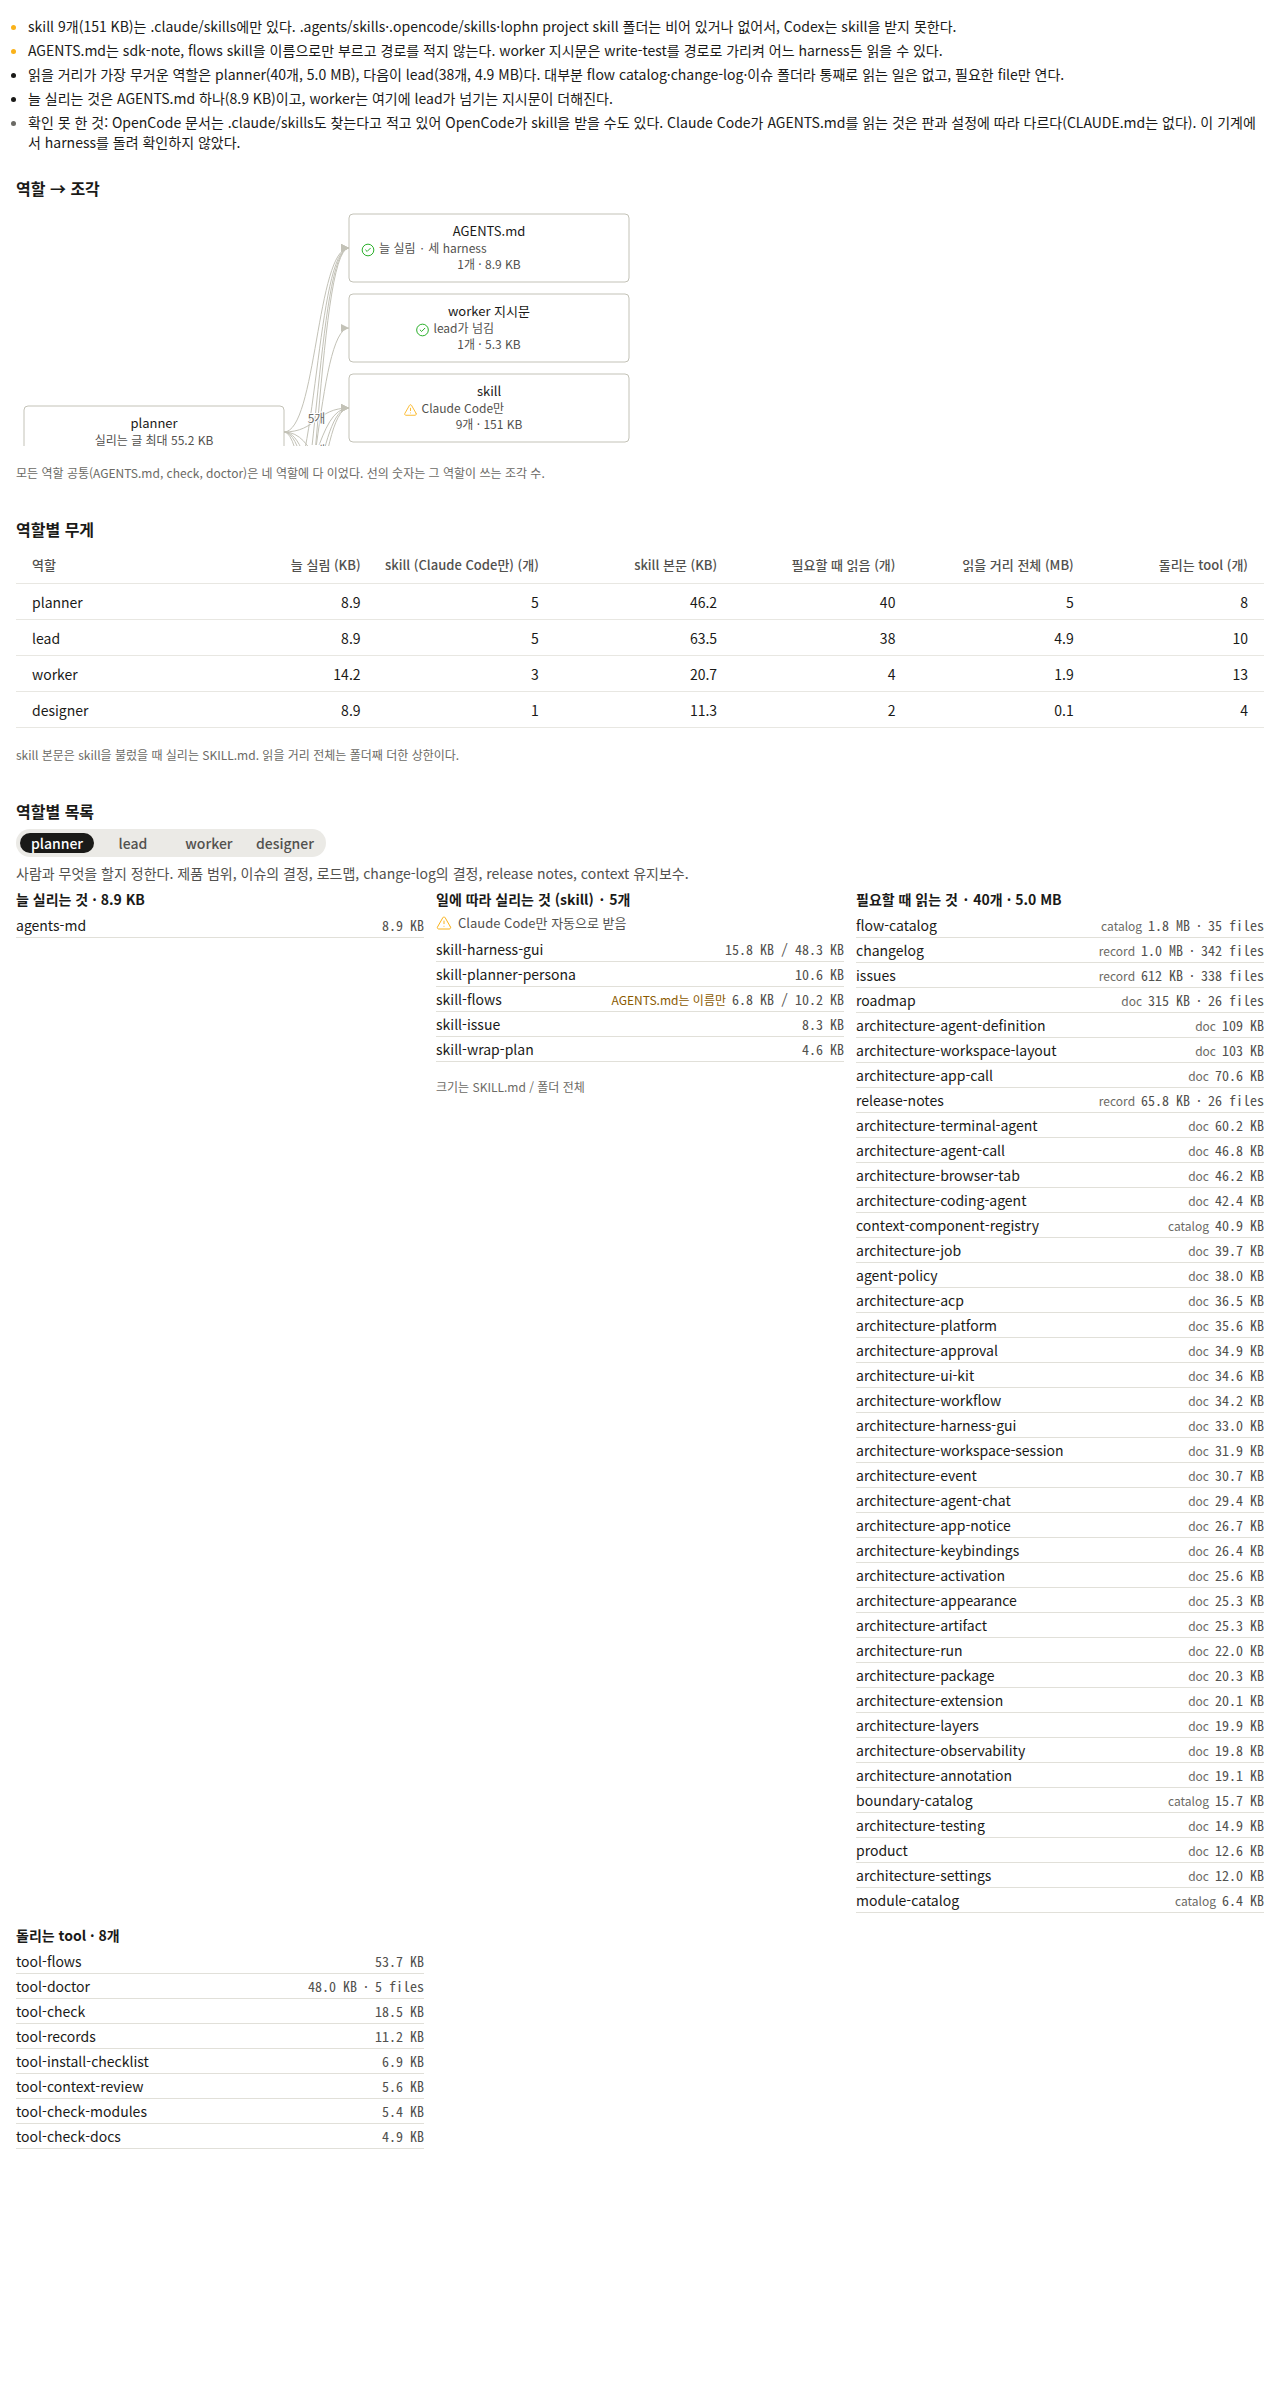 skill 9개(151 KB)는 .claude/skills에만 있다. .agents/skills·.opencode/skills·lophn project skill 폴더는 비어 있거나 없어서, Codex는 skill을 받지 못한다.
AGENTS.md는 sdk-note, flows skill을 이름으로만 부르고 경로를 적지 않는다. worker 지시문은 write-test를 경로로 가리켜 어느 harness든 읽을 수 있다.
읽을 거리가 가장 무거운 역할은 planner(40개, 5.0 MB), 다음이 lead(38개, 4.9 MB)다. 대부분 flow catalog·change-log·이슈 폴더라 통째로 읽는 일은 없고, 필요한 file만 연다.
늘 실리는 것은 AGENTS.md 하나(8.9 KB)이고, worker는 여기에 lead가 넘기는 지시문이 더해진다.
확인 못 한 것: OpenCode 문서는 .claude/skills도 찾는다고 적고 있어 OpenCode가 skill을 받을 수도 있다. Claude Code가 AGENTS.md를 읽는 것은 판과 설정에 따라 다르다(CLAUDE.md는 없다). 이 기계에
서 harness를 돌려 확인하지 않았다.
역할 → 조각
AGENTS.md
늘 실림 · 세 harness
1개 · 8.9 KB
worker 지시문
lead가 넘김
1개 · 5.3 KB
skill
Claude Code만
9개 · 151 KB
5개
planner
실리는 글 최대 55.2 KB
모든 역할 공통(AGENTS.md, check, doctor)은 네 역할에 다 이었다. 선의 숫자는 그 역할이 쓰는 조각 수.
역할별 무게
역할 늘 실림 (KB) skill (Claude Code만) (개) skill 본문 (KB) 필요할 때 읽음 (개) 읽을 거리 전체 (MB) 돌리는 tool (개)
planner 8.9 5 46.2 40 5 8
lead 8.9 5 63.5 38 4.9 10
worker 14.2 3 20.7 4 1.9 13
designer 8.9 1 11.3 2 0.1 4
skill 본문은 skill을 불렀을 때 실리는 SKILL.md. 읽을 거리 전체는 폴더째 더한 상한이다.
역할별 목록
planner lead worker designer
사람과 무엇을 할지 정한다. 제품 범위, 이슈의 결정, 로드맵, change-log의 결정, release notes, context 유지보수.
늘 실리는 것 · 8.9 KB
agents-md 8.9 KB
일에 따라 실리는 것 (skill) · 5개
Claude Code만 자동으로 받음
skill-harness-gui 15.8 KB / 48.3 KB
skill-planner-persona 10.6 KB
skill-flows AGENTS.md는 이름만 6.8 KB / 10.2 KB
skill-issue 8.3 KB
skill-wrap-plan 4.6 KB
크기는 SKILL.md / 폴더 전체
필요할 때 읽는 것 · 40개 · 5.0 MB
flow-catalog catalog 1.8 MB · 35 files
changelog record 1.0 MB · 342 files
issues record 612 KB · 338 files
roadmap doc 315 KB · 26 files
architecture-agent-definition doc 109 KB
architecture-workspace-layout doc 103 KB
architecture-app-call doc 70.6 KB
release-notes record 65.8 KB · 26 files
architecture-terminal-agent doc 60.2 KB
architecture-agent-call doc 46.8 KB
architecture-browser-tab doc 46.2 KB
architecture-coding-agent doc 42.4 KB
context-component-registry catalog 40.9 KB
architecture-job doc 39.7 KB
agent-policy doc 38.0 KB
architecture-acp doc 36.5 KB
architecture-platform doc 35.6 KB
architecture-approval doc 34.9 KB
architecture-ui-kit doc 34.6 KB
architecture-workflow doc 34.2 KB
architecture-harness-gui doc 33.0 KB
architecture-workspace-session doc 31.9 KB
architecture-event doc 30.7 KB
architecture-agent-chat doc 29.4 KB
architecture-app-notice doc 26.7 KB
architecture-keybindings doc 26.4 KB
architecture-activation doc 25.6 KB
architecture-appearance doc 25.3 KB
architecture-artifact doc 25.3 KB
architecture-run doc 22.0 KB
architecture-package doc 20.3 KB
architecture-extension doc 20.1 KB
architecture-layers doc 19.9 KB
architecture-observability doc 19.8 KB
architecture-annotation doc 19.1 KB
boundary-catalog catalog 15.7 KB
architecture-testing doc 14.9 KB
product doc 12.6 KB
architecture-settings doc 12.0 KB
module-catalog catalog 6.4 KB
돌리는 tool · 8개
tool-flows 53.7 KB
tool-doctor 48.0 KB · 5 files
tool-check 18.5 KB
tool-records 11.2 KB
tool-install-checklist 6.9 KB
tool-context-review 5.6 KB
tool-check-modules 5.4 KB
tool-check-docs 4.9 KB